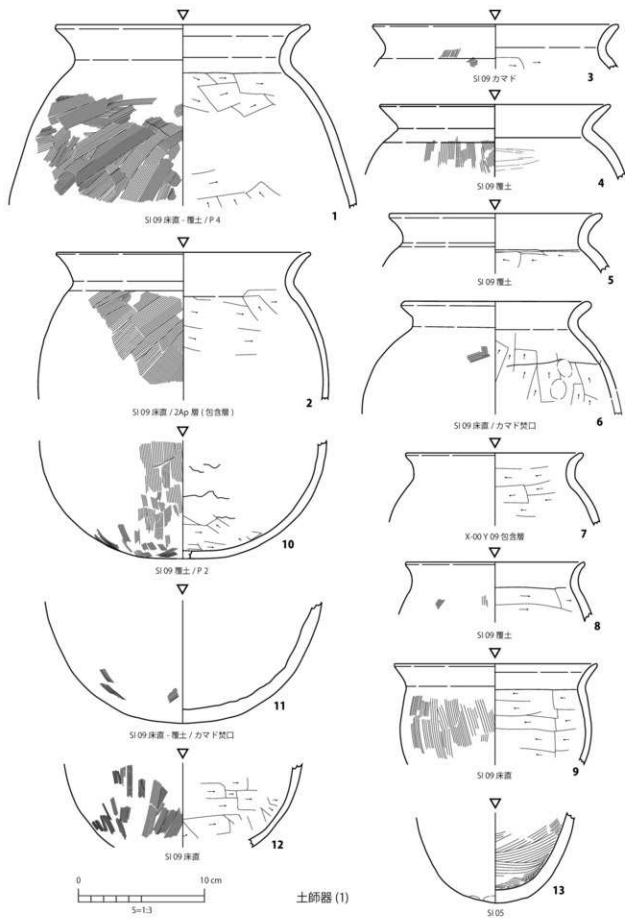 SI 09 床直 - 覆土 / P 4
1
SI 09 床直 / 2Ap 層 ( 包含層 )
2
SI 09 覆土 / P 2
10
SI 09 床直 - 覆土 / カマド焚口
11
SI 09 床直
12
0 10 cm
S=1:3
土師器 (1)
SI 09 カマド
3
SI 09 覆土
4
SI 09 覆土
5
SI 09 床直 / カマド焚口
6
X-00 Y 09 包含層
7
SI 09 覆土
8
SI 09 床直
9
SI 05
13